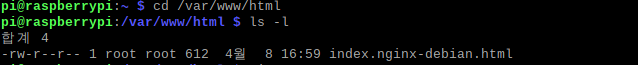 pi@raspberrypi:~ $ cd /var/www/html
pi@raspberrypi:/var/www/html $ ls -l
합계 4
-rw-r--r-- 1 root root 612  4월  8 16:59 index.nginx-debian.html